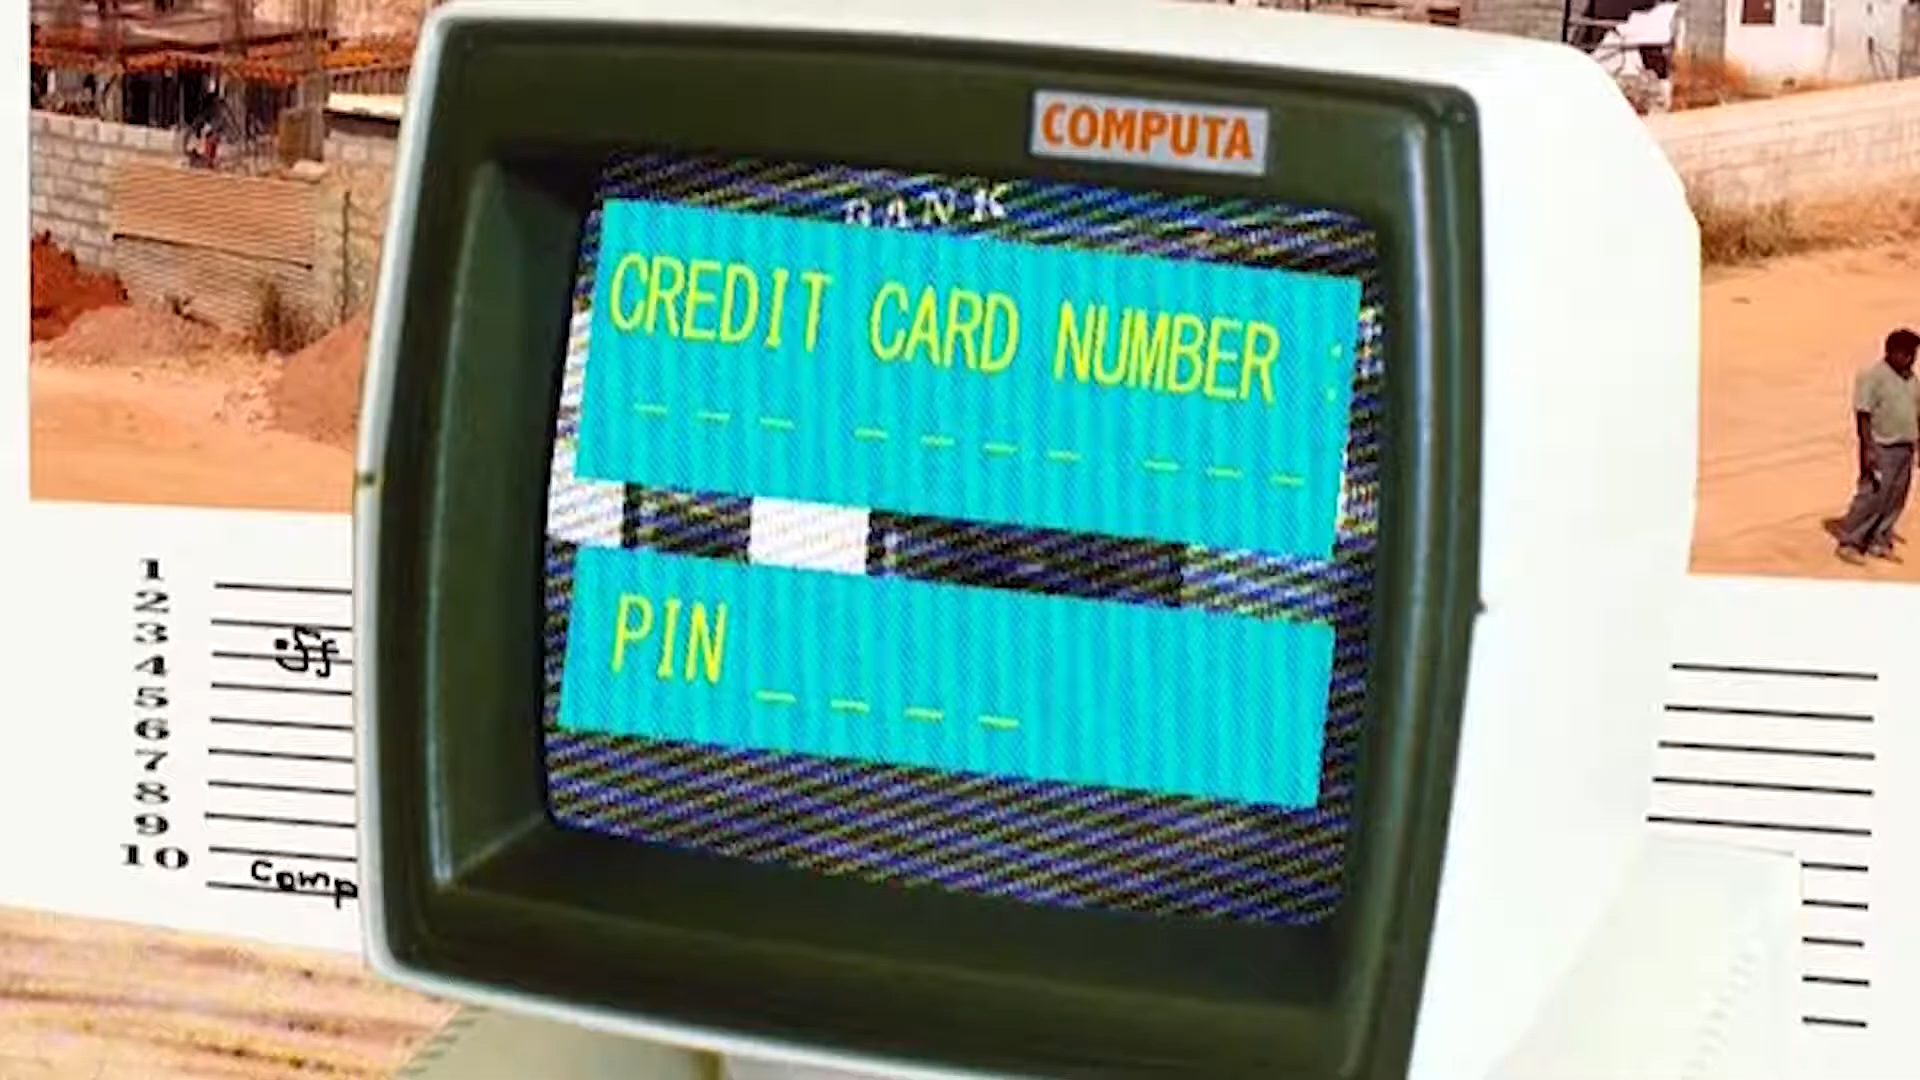 COMPUTA
BANK
CREDIT CARD NUMBER :
_ _ _ _ _ _ _ _ _ _
PIN _ _ _ _
1
2
3
4
5
6
7
8
9
10 Comp